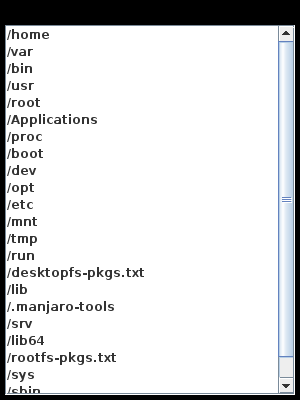 /home
/var
/bin
/usr
/root
/Applications
/proc
/boot
/dev
/opt
/etc
/mnt
/tmp
/run
/desktopfs-pkgs.txt
/lib
/.manjaro-tools
/srv
/lib64
/rootfs-pkgs.txt
/sys
/sbin